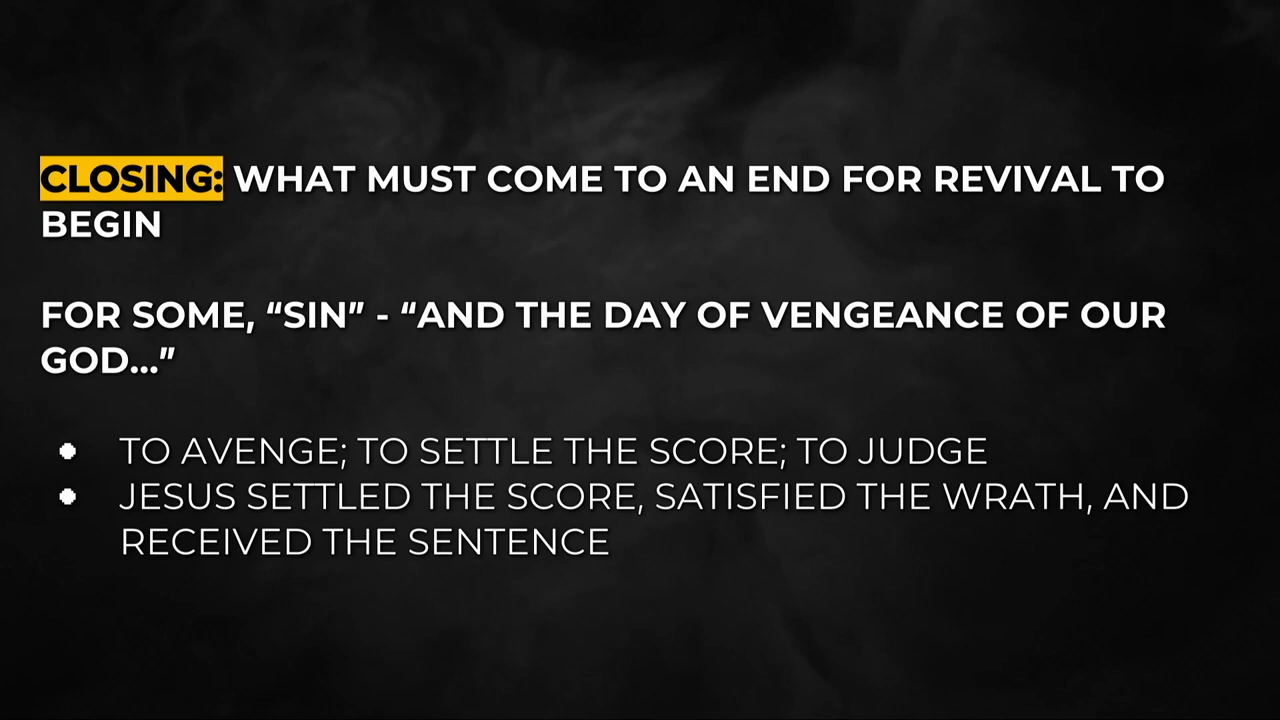 CLOSING: WHAT MUST COME TO AN END FOR REVIVAL TO
BEGIN
FOR SOME, “SIN” - “AND THE DAY OF VENGEANCE OF OUR
GOD...”
● TO AVENGE; TO SETTLE THE SCORE; TO JUDGE
● JESUS SETTLED THE SCORE, SATISFIED THE WRATH, AND
RECEIVED THE SENTENCE